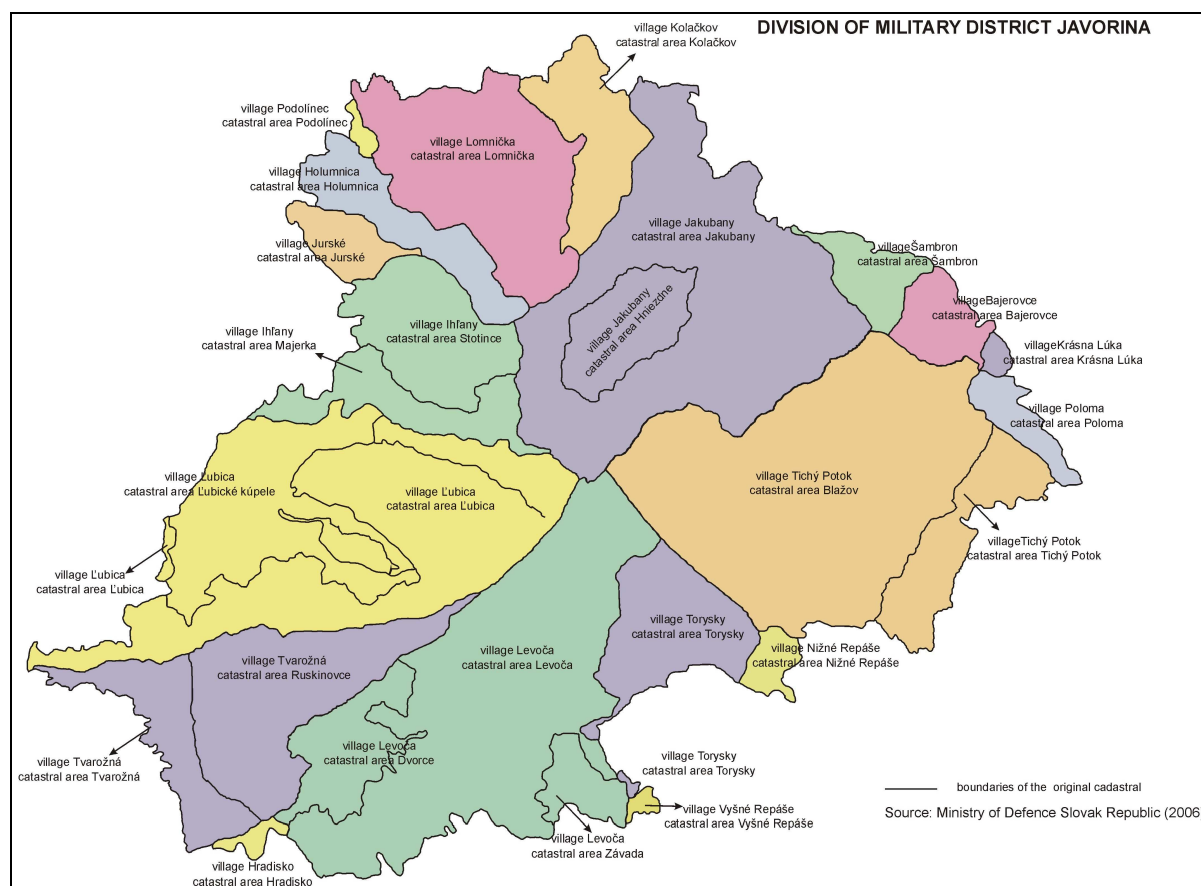 DIVISION OF MILITARY DISTRICT JAVORINA
village Kolačkov
catastral area Kolačkov
village Podolínec
catastral area Podolínec
village Lomnička
catastral area Lomnička
village Holumnica
catastral area Holumnica
village Jakubany
catastral area Jakubany
village Jurské
catastral area Jurské
villageŠambron
catastral area Šambron
village Jakubany
catastral area Hniezdne
villageBajerovce
catastral area Bajerovce
village Ihľany
catastral area Stotince
village Ihľany
catastral area Majerka
villageKrásna Lúka
catastral area Krásna Lúka
village Poloma
catastral area Poloma
village Ľubica
catastral area Ľubické kúpele
village Ľubica
catastral area Ľubica
village Tichý Potok
catastral area Blažov
villageTichý Potok
catastral area Tichý Potok
village Ľubica
catastral area Ľubica
village Torysky
catastral area Torysky
village Nižné Repáše
catastral area Nižné Repáše
village Levoča
catastral area Levoča
village Tvarožná
catastral area Ruskinovce
village Levoča
catastral area Dvorce
village Tvarožná
catastral area Tvarožná
village Torysky
catastral area Torysky
village Vyšné Repáše
catastral area Vyšné Repáše
village Levoča
catastral area Závada
village Hradisko
catastral area Hradisko
boundaries of the original cadastral
Source: Ministry of Defence Slovak Republic (2006